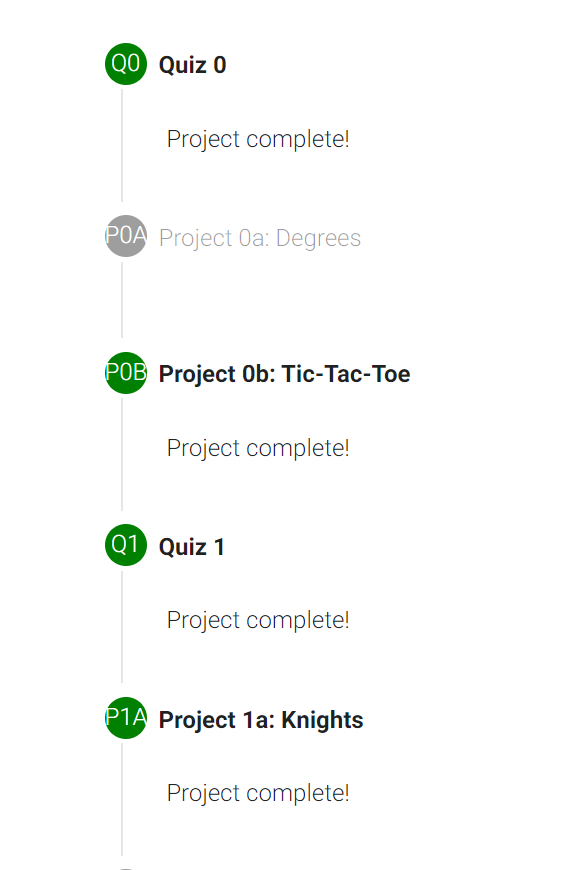 Q0 Quiz 0
Project complete!
P0A Project 0a: Degrees
P0B Project 0b: Tic-Tac-Toe
Project complete!
Q1 Quiz 1
Project complete!
P1A Project 1a: Knights
Project complete!